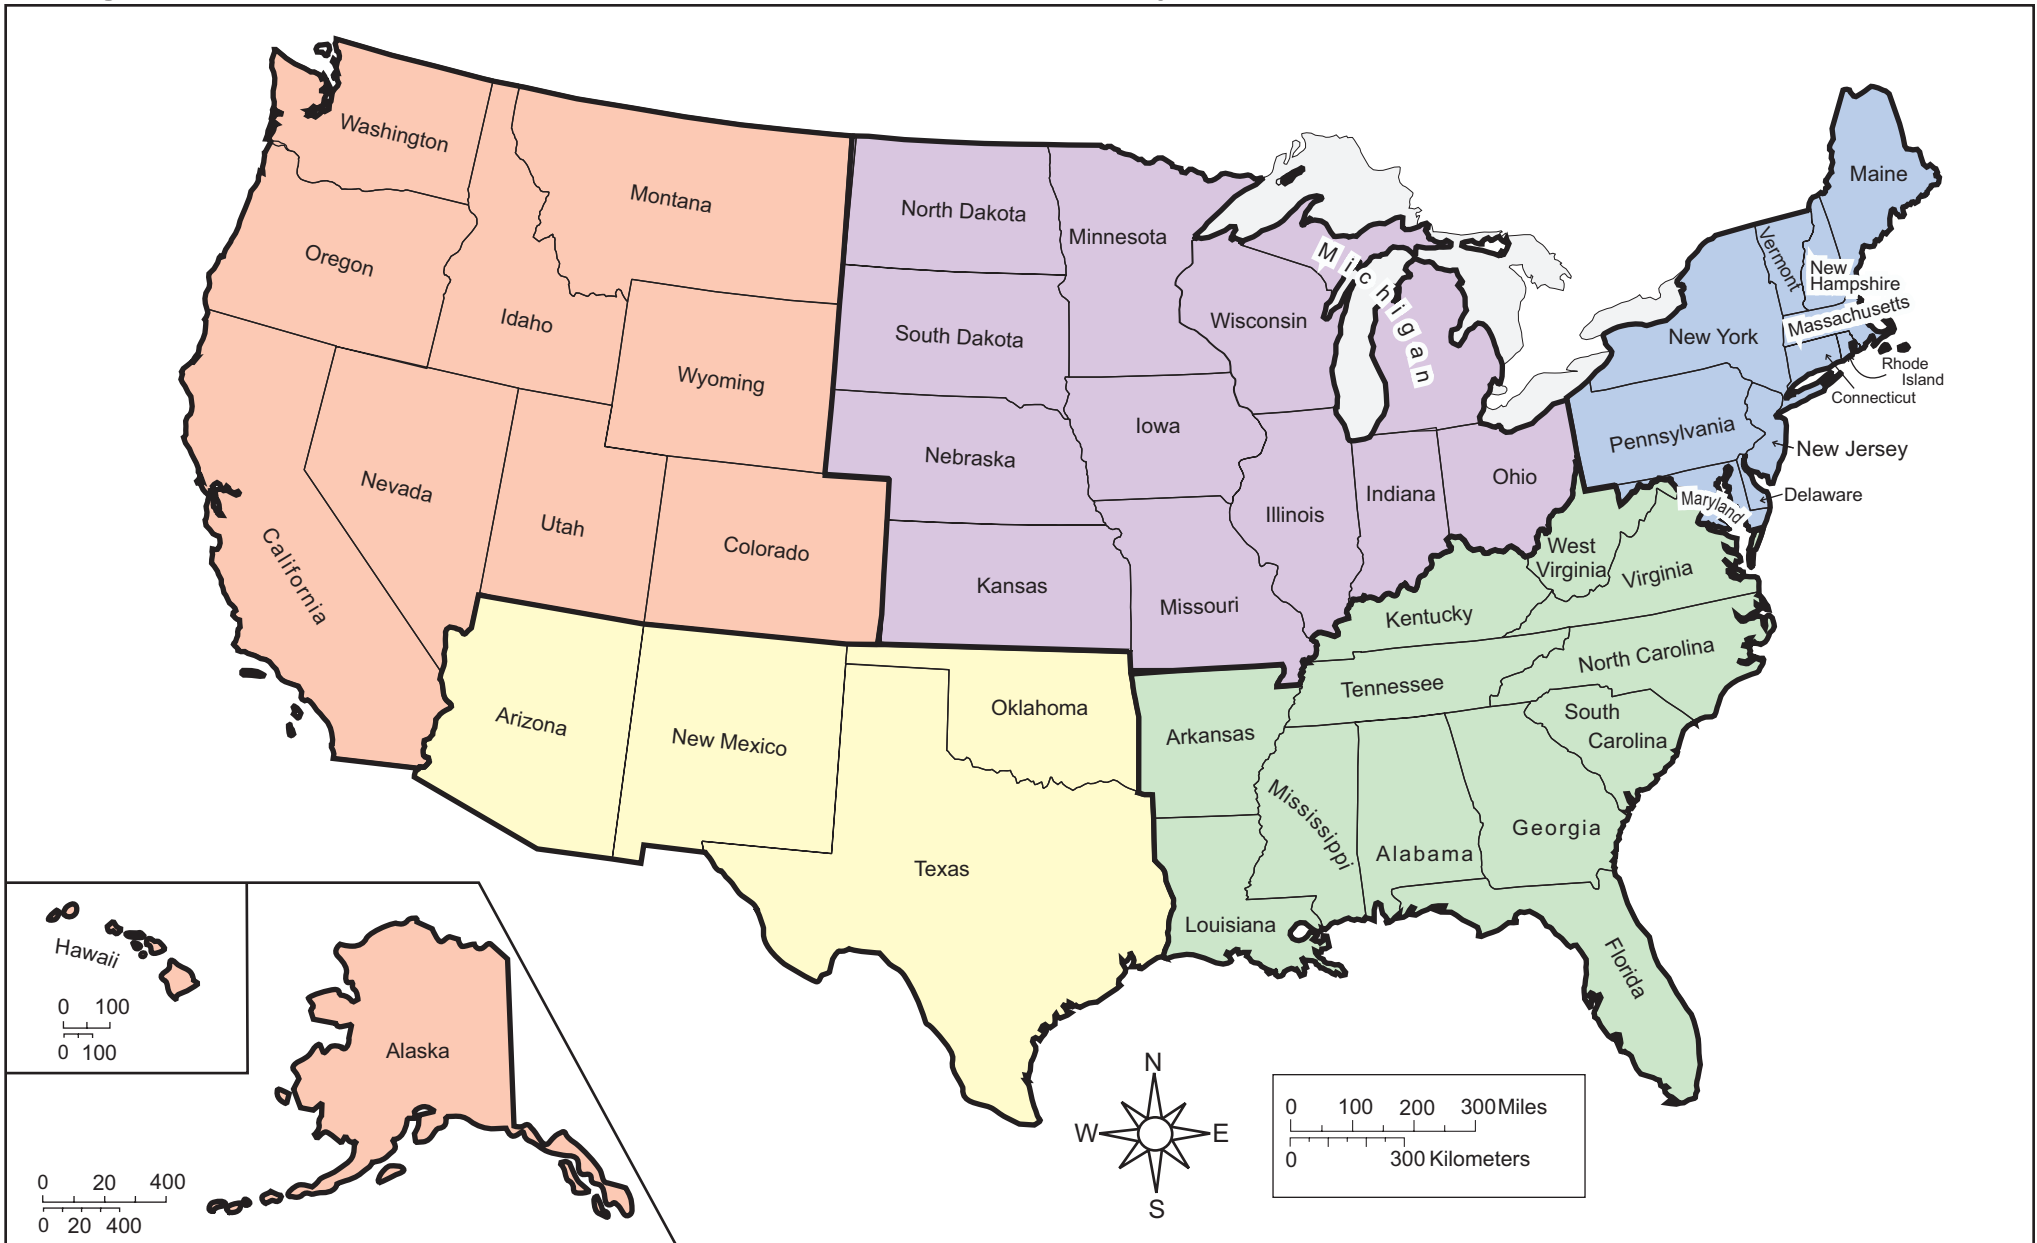 Washington
Montana
North Dakota
Minnesota
Maine
Oregon
Idaho
Michigan
Vermont
New
Hampshire
Massachusetts
South Dakota
Wisconsin
New York
Rhode
Island
Connecticut
Wyoming
Iowa
Pennsylvania
New Jersey
Nebraska
Nevada
Utah
Colorado
Illinois
Indiana
Ohio
Maryland
Delaware
California
Kansas
Missouri
West
Virginia
Virginia
Kentucky
North Carolina
Tennessee
South
Carolina
Arizona
New Mexico
Oklahoma
Arkansas
Mississippi
Alabama
Georgia
Texas
Louisiana
Florida
Hawaii
0 100
0 100
Alaska
0 20 400
0 20 400
N
W E
S
0 100 200 300 Miles
0 300 Kilometers